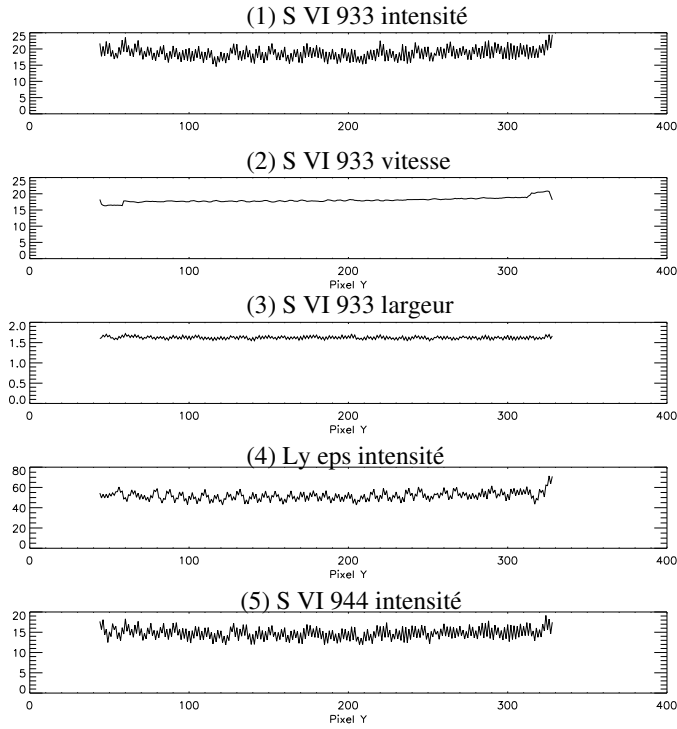 (1) S VI 933 intensité
25
20
15
10
5
0
0 100 200 300 400
(2) S VI 933 vitesse
25
20
15
10
5
0
0 100 200 300 400
Pixel Y
(3) S VI 933 largeur
2.0
1.5
1.0
0.5
0.0
0 100 200 300 400
Pixel Y
(4) Ly eps intensité
80
60
40
20
0
0 100 200 300 400
Pixel Y
(5) S VI 944 intensité
20
15
10
5
0
0 100 200 300 400
Pixel Y